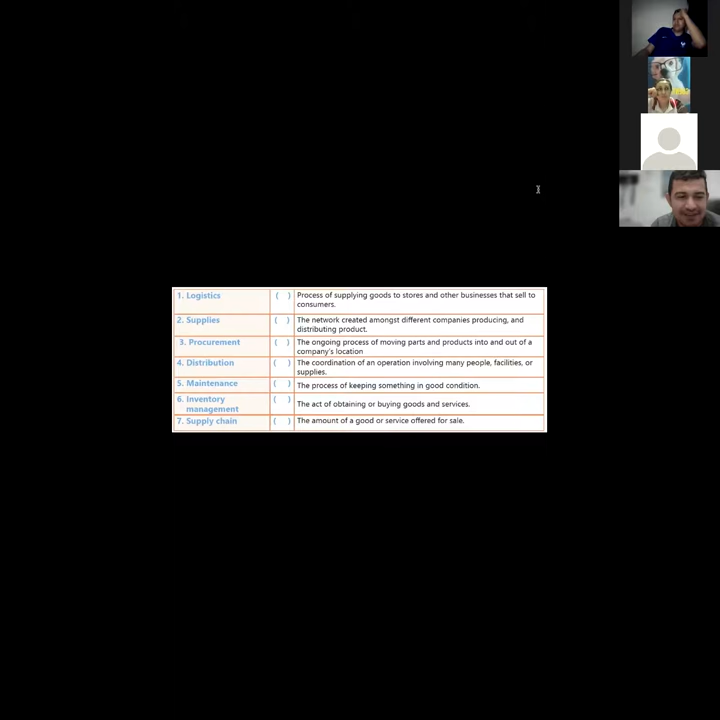 1. Logistics ( ) Process of supplying goods to stores and other businesses that sell to
consumers.
2. Supplies ( ) The network created amongst different companies producing, and
distributing product.
3. Procurement ( ) The ongoing process of moving parts and products into and out of a
company's location
4. Distribution ( ) The coordination of an operation involving many people, facilities, or
supplies.
5. Maintenance ( ) The process of keeping something in good condition.
6. Inventory
management ( ) The act of obtaining or buying goods and services.
7. Supply chain ( ) The amount of a good or service offered for sale.